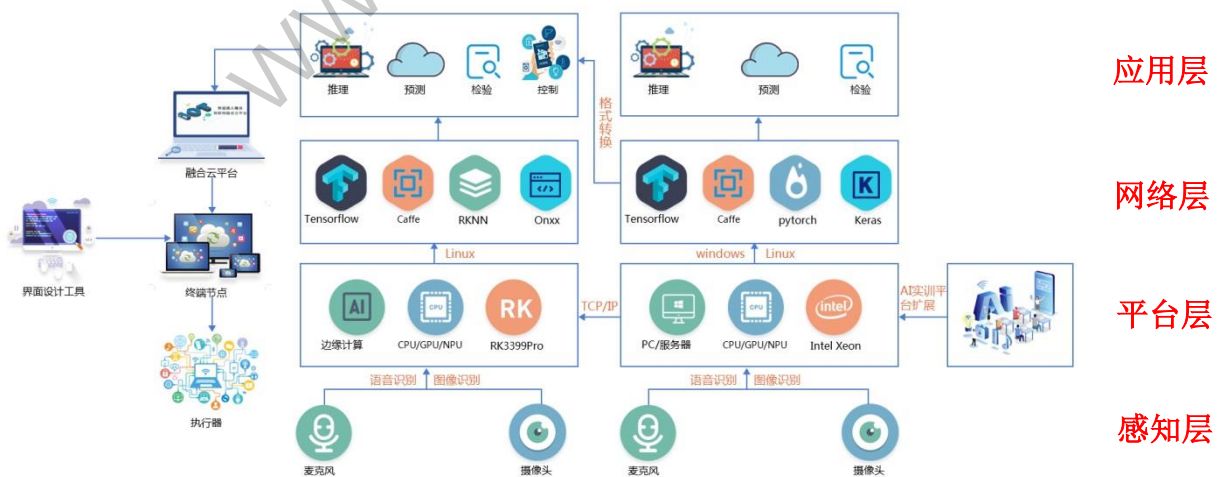 推理
预测
检验
控制
推理
预测
检验
应用层
格式转换
融合云平台
Tensorflow
Caffe
RKNN
Onxx
Tensorflow
Caffe
pytorch
Keras
网络层
Linux
windows
Linux
界面设计工具
终端节点
AI
CPU
RK
边缘计算
CPU/GPU/NPU
RK3399Pro
TCP/IP
CPU
intel
PC/服务器
CPU/GPU/NPU
Intel Xeon
AI实训平
台扩展
平台层
语音识别
图像识别
语音识别
图像识别
执行器
麦克风
摄像头
麦克风
摄像头
感知层